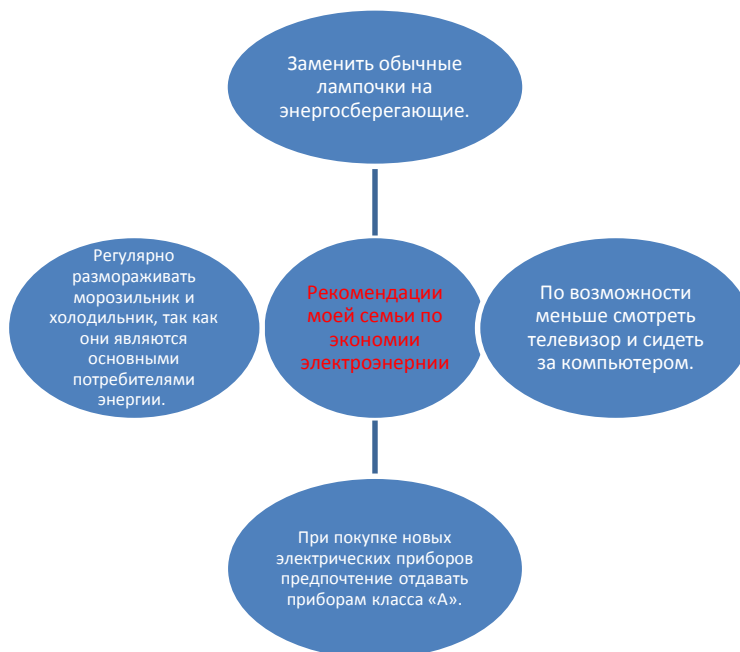 Заменить обычные
лампочки на
энергосберегающие.
Регулярно
размораживать
морозильник и
холодильник, так как
они являются
основными
потребителями
энергии.
Рекомендации
моей семьи по
экономии
электроэнернии
По возможности
меньше смотреть
телевизор и сидеть
за компьютером.
При покупке новых
электрических приборов
предпочтение отдавать
приборам класса «А».